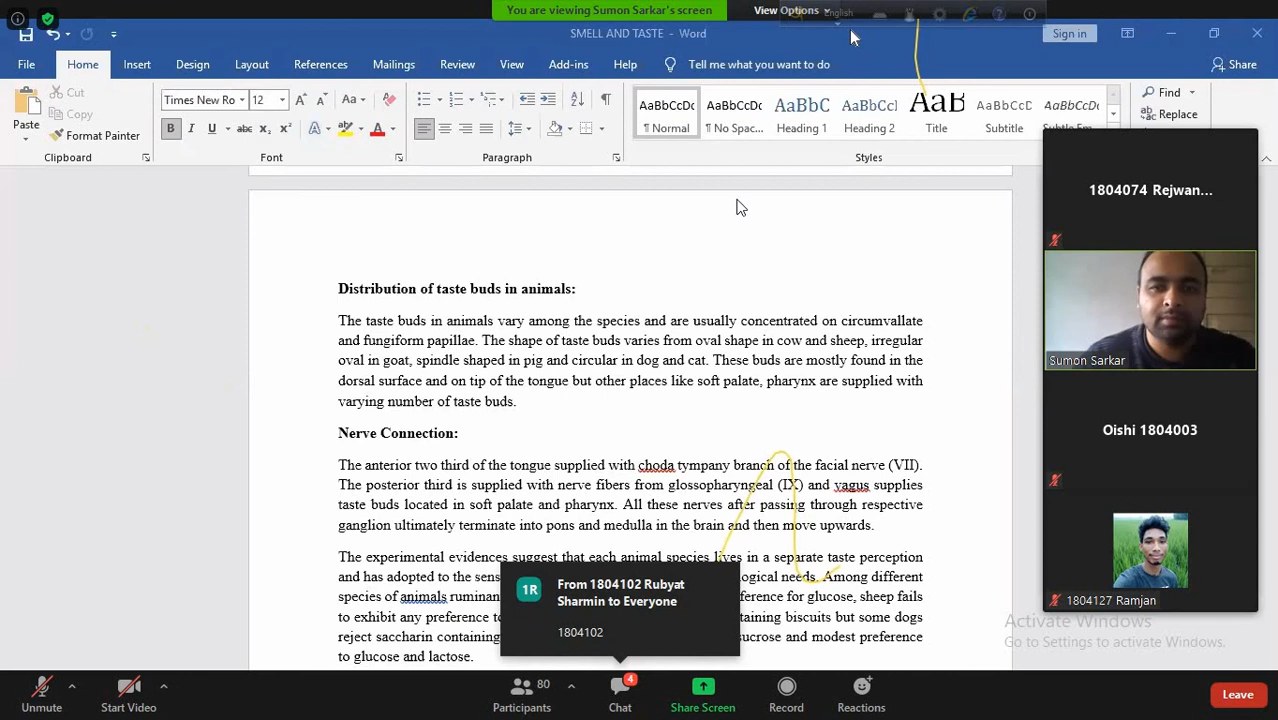 You are viewing Sumon Sarkar's screen
View Options
English
SMELL AND TASTE - Word
Sign in
File
Home
Insert
Design
Layout
References
Mailings
Review
View
Add-ins
Help
Tell me what you want to do
Share
Paste
Cut
Copy
Format Painter
Clipboard
Times New Ro
12
Font
Paragraph
AaBbCcDc
¶ Normal
AaBbCcDc
¶ No Spac...
AaBbC
Heading 1
AaBbCcl
Heading 2
AaB
Title
AaBbCcD
Subtitle
AaBbCcDc
Subtle Em
Styles
Find
Replace
Distribution of taste buds in animals:
The taste buds in animals vary among the species and are usually concentrated on circumvallate
and fungiform papillae. The shape of taste buds varies from oval shape in cow and sheep, irregular
oval in goat, spindle shaped in pig and circular in dog and cat. These buds are mostly found in the
dorsal surface and on tip of the tongue but other places like soft palate, pharynx are supplied with
varying number of taste buds.
Nerve Connection:
The anterior two third of the tongue supplied with choda tympany branch of the facial nerve (VII).
The posterior third is supplied with nerve fibers from glossopharyngeal (IX) and vagus supplies
taste buds located in soft palate and pharynx. All these nerves after passing through respective
ganglion ultimately terminate into pons and medulla in the brain and then move upwards.
The experimental evidences suggest that each animal species lives in a separate taste perception
and has adopted to the sens ological needs. Among different
species of animals ruminan ference for glucose, sheep fails
to exhibit any preference to taining biscuits but some dogs
reject saccharin containing sucrose and modest preference
to glucose and lactose.
1R
From 1804102 Rubyat
Sharmin to Everyone
1804102
1804074 Rejwan...
Sumon Sarkar
Oishi 1804003
1804127 Ramjan
Activate Windows
Go to Settings to activate Windows.
Unmute
Start Video
80
Participants
4
Chat
Share Screen
Record
Reactions
Leave